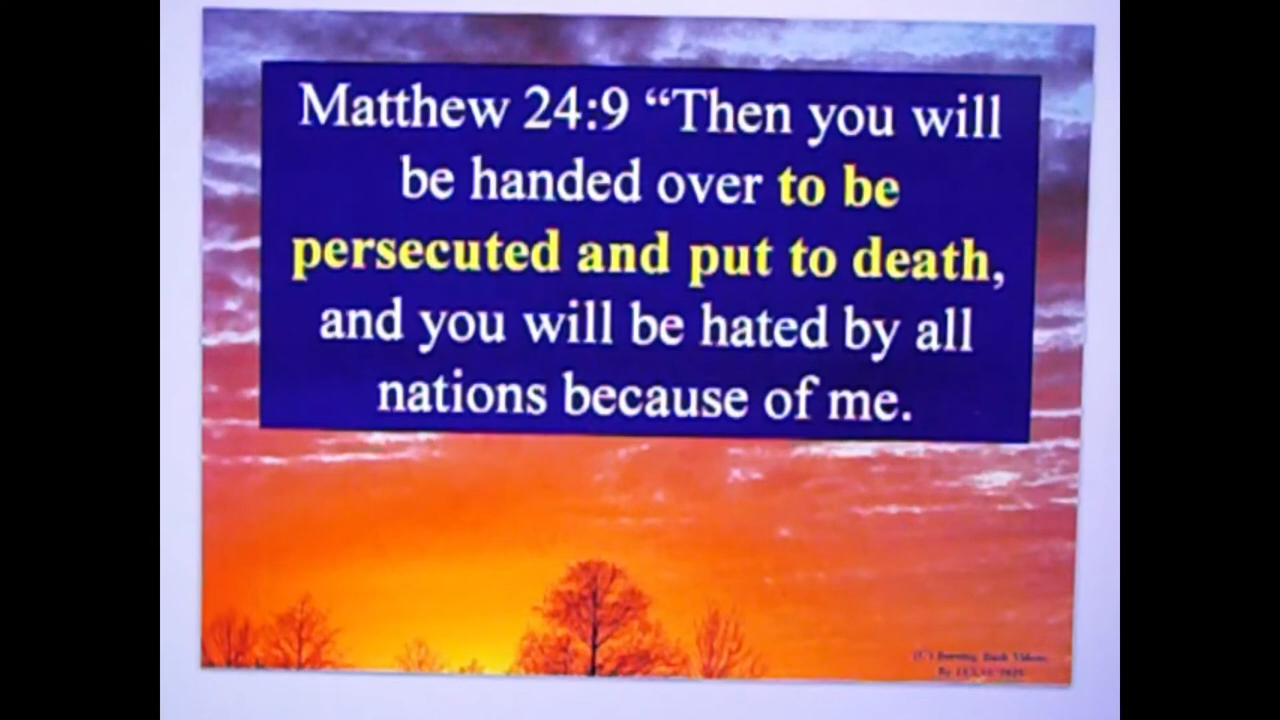 Matthew 24:9 “Then you will
be handed over to be
persecuted and put to death,
and you will be hated by all
nations because of me.